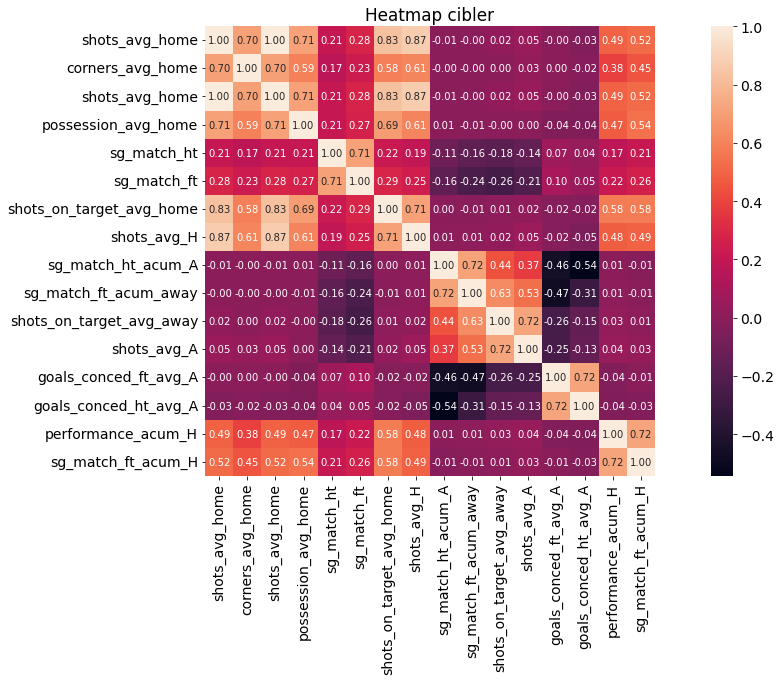 Heatmap cibler
shots_avg_home 1.00 0.70 1.00 0.71 0.21 0.28 0.83 0.87 -0.01 -0.00 0.02 0.05 -0.00 -0.03 0.49 0.52
corners_avg_home 0.70 1.00 0.70 0.59 0.17 0.23 0.58 0.61 -0.00 -0.00 0.00 0.03 0.00 -0.02 0.38 0.45
shots_avg_home 1.00 0.70 1.00 0.71 0.21 0.28 0.83 0.87 -0.01 -0.00 0.02 0.05 -0.00 -0.03 0.49 0.52
possession_avg_home 0.71 0.59 0.71 1.00 0.21 0.27 0.69 0.61 0.01 -0.01 -0.00 0.00 -0.04 -0.04 0.47 0.54
sg_match_ht 0.21 0.17 0.21 0.21 1.00 0.71 0.22 0.19 -0.11 -0.16 -0.18 -0.14 0.07 0.04 0.17 0.21
sg_match_ft 0.28 0.23 0.28 0.27 0.71 1.00 0.29 0.25 -0.16 -0.24 -0.26 -0.21 0.10 0.05 0.22 0.26
shots_on_target_avg_home 0.83 0.58 0.83 0.69 0.22 0.29 1.00 0.71 0.00 -0.01 0.01 0.02 -0.02 -0.02 0.58 0.58
shots_avg_H 0.87 0.61 0.87 0.61 0.19 0.25 0.71 1.00 0.01 0.01 0.02 0.05 -0.02 -0.05 0.48 0.49
sg_match_ht_acum_A -0.01 -0.00 -0.01 0.01 -0.11 -0.16 0.00 0.01 1.00 0.72 0.44 0.37 -0.46 -0.54 0.01 -0.01
sg_match_ft_acum_away -0.00 -0.00 -0.00 -0.01 -0.16 -0.24 -0.01 0.01 0.72 1.00 0.63 0.53 -0.47 -0.31 0.01 -0.01
shots_on_target_avg_away 0.02 0.00 0.02 -0.00 -0.18 -0.26 0.01 0.02 0.44 0.63 1.00 0.72 -0.26 -0.15 0.03 0.01
shots_avg_A 0.05 0.03 0.05 0.00 -0.14 -0.21 0.02 0.05 0.37 0.53 0.72 1.00 -0.25 -0.13 0.04 0.03
goals_conced_ft_avg_A -0.00 0.00 -0.00 -0.04 0.07 0.10 -0.02 -0.02 -0.46 -0.47 -0.26 -0.25 1.00 0.72 -0.04 -0.01
goals_conced_ht_avg_A -0.03 -0.02 -0.03 -0.04 0.04 0.05 -0.02 -0.05 -0.54 -0.31 -0.15 -0.13 0.72 1.00 -0.04 -0.03
performance_acum_H 0.49 0.38 0.49 0.47 0.17 0.22 0.58 0.48 0.01 0.01 0.03 0.04 -0.04 -0.04 1.00 0.72
sg_match_ft_acum_H 0.52 0.45 0.52 0.54 0.21 0.26 0.58 0.49 -0.01 -0.01 0.01 0.03 -0.01 -0.03 0.72 1.00
shots_avg_home
corners_avg_home
shots_avg_home
possession_avg_home
sg_match_ht
sg_match_ft
shots_on_target_avg_home
shots_avg_H
sg_match_ht_acum_A
sg_match_ft_acum_away
shots_on_target_avg_away
shots_avg_A
goals_conced_ft_avg_A
goals_conced_ht_avg_A
performance_acum_H
sg_match_ft_acum_H
1.0
0.8
0.6
0.4
0.2
0.0
−0.2
−0.4